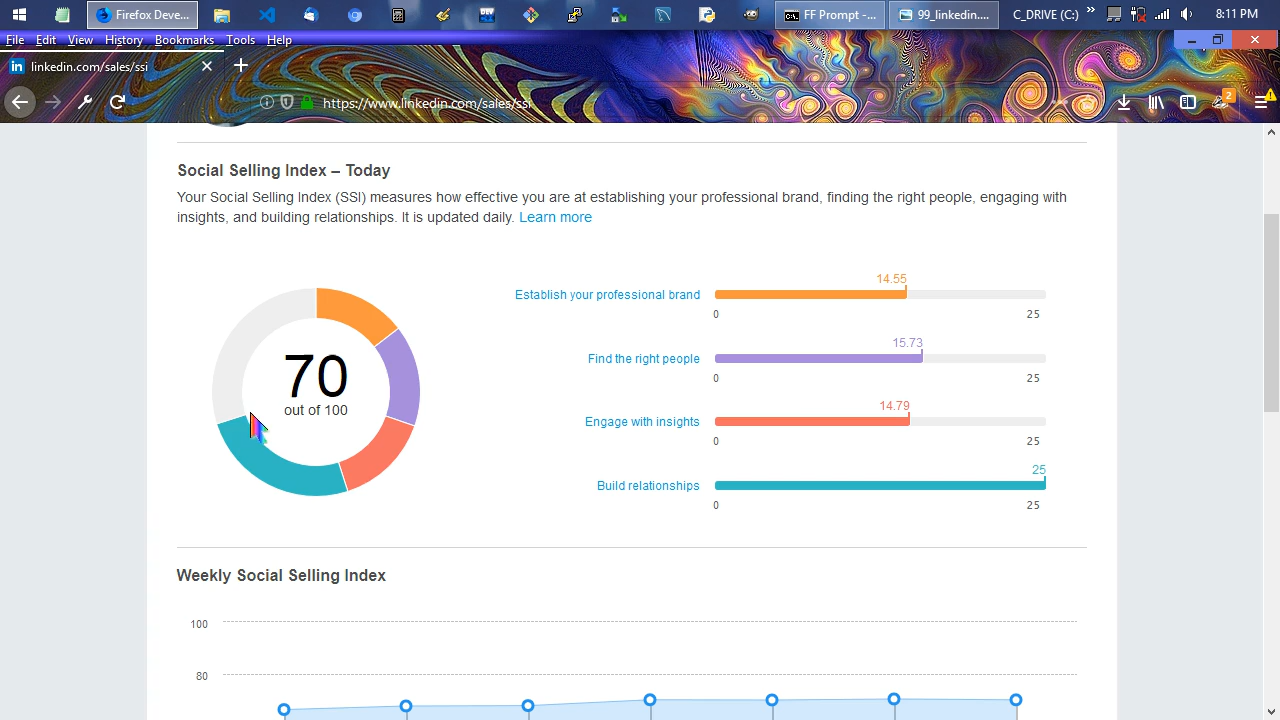 Firefox Deve...
DEV
FF Prompt -...
99_linkedin....
C_DRIVE (C:)
»
8:11 PM
File Edit View History Bookmarks Tools Help
in linkedin.com/sales/ssi
https://www.linkedin.com/sales/ssi
2
Social Selling Index – Today
Your Social Selling Index (SSI) measures how effective you are at establishing your professional brand, finding the right people, engaging with
insights, and building relationships. It is updated daily. Learn more
70
out of 100
14.55
Establish your professional brand
0 25
15.73
Find the right people
0 25
14.79
Engage with insights
0 25
25
Build relationships
0 25
Weekly Social Selling Index
100
80